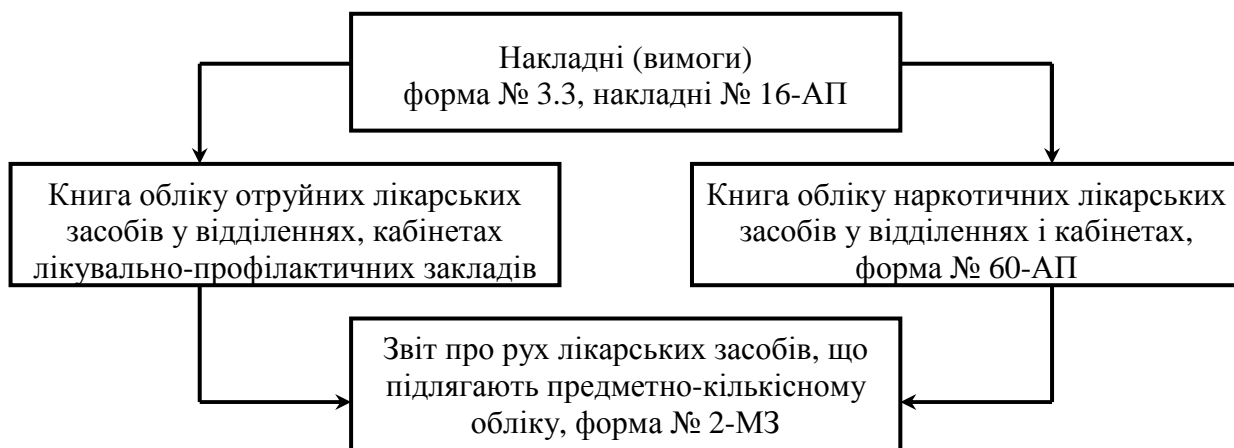 Накладні (вимоги)
форма № 3.3, накладні № 16-АП
Книга обліку отруйних лікарських
засобів у відділеннях, кабінетах
лікувально-профілактичних закладів
Книга обліку наркотичних лікарських
засобів у відділеннях і кабінетах,
форма № 60-АП
Звіт про рух лікарських засобів, що
підлягають предметно-кількісному
обліку, форма № 2-МЗ